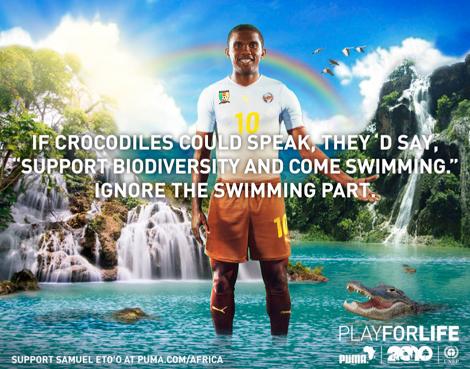 10
IF CROCODILES COULD SPEAK, THEY'D SAY,
"SUPPORT BIODIVERSITY AND COME SWIMMING."
IGNORE THE SWIMMING PART.
PLAYFORLIFE
SUPPORT SAMUEL ETO'O AT PUMA.COM/AFRICA
PUMA 2010 UNEP